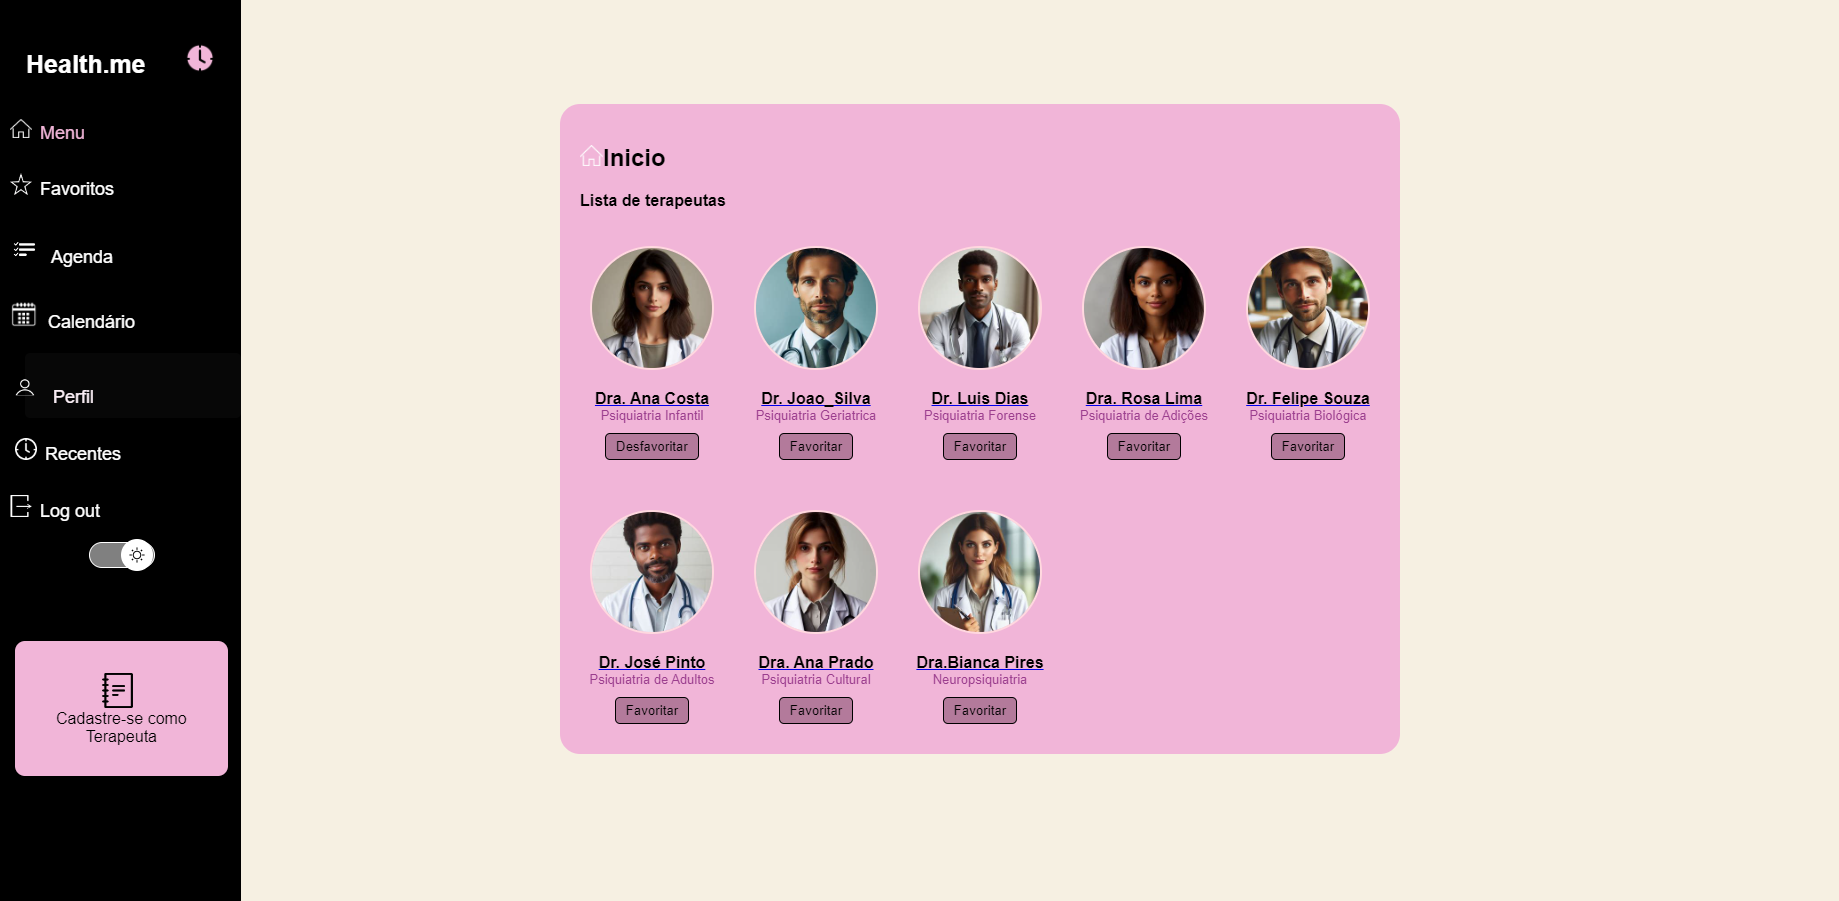 Health.me
Menu
Favoritos
Agenda
Calendário
Perfil
Recentes
Log out
Cadastre-se como
Terapeuta
Inicio
Lista de terapeutas
Dra. Ana Costa
Psiquiatria Infantil
Desfavoritar
Dr. Joao_Silva
Psiquiatria Geriatrica
Favoritar
Dr. Luis Dias
Psiquiatria Forense
Favoritar
Dra. Rosa Lima
Psiquiatria de Adições
Favoritar
Dr. Felipe Souza
Psiquiatria Biológica
Favoritar
Dr. José Pinto
Psiquiatria de Adultos
Favoritar
Dra. Ana Prado
Psiquiatria Cultural
Favoritar
Dra.Bianca Pires
Neuropsiquiatria
Favoritar